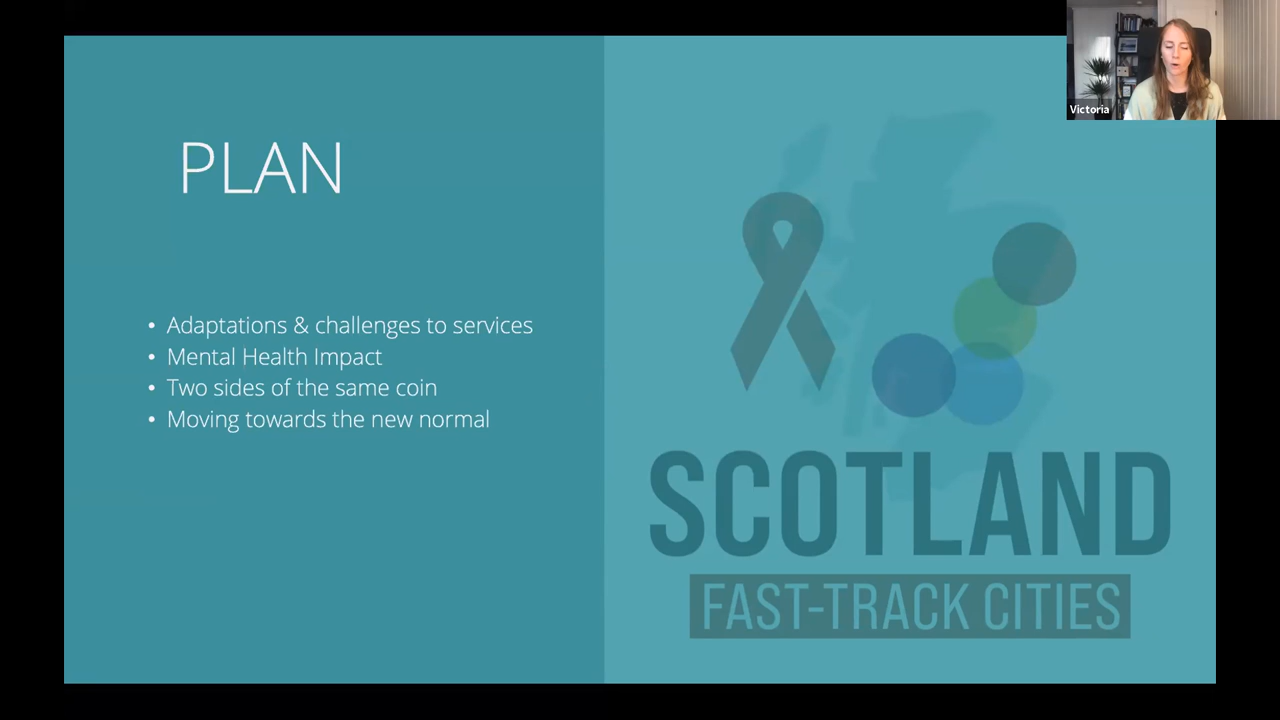 Victoria
PLAN
• Adaptations & challenges to services
• Mental Health Impact
• Two sides of the same coin
• Moving towards the new normal
SCOTLAND
FAST-TRACK CITIES